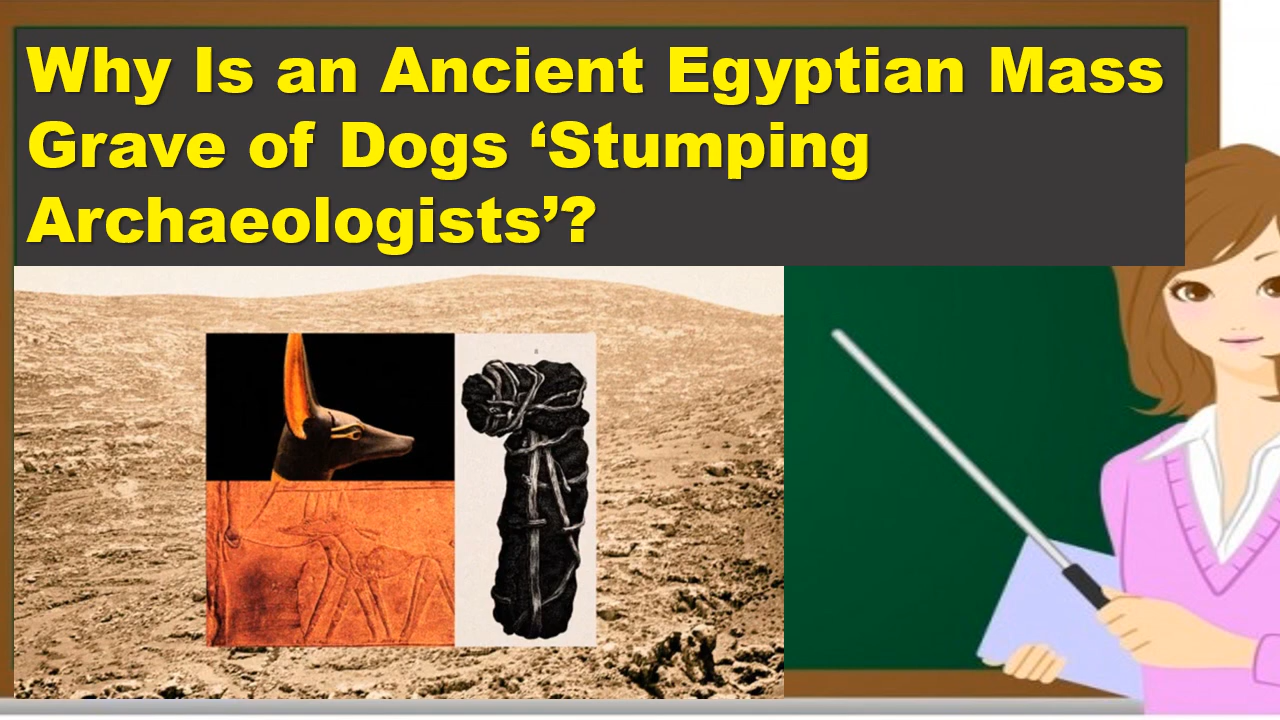 Why Is an Ancient Egyptian Mass
Grave of Dogs ‘Stumping
Archaeologists’?